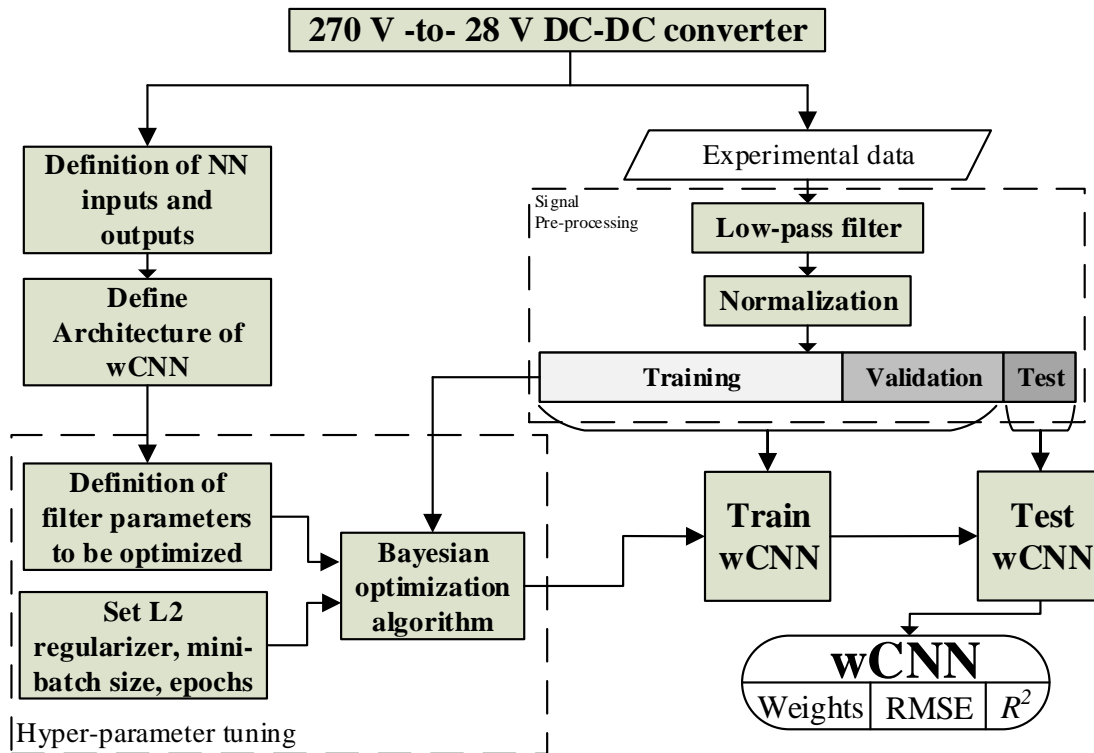 270 V -to- 28 V DC-DC converter
Definition of NN
inputs and
outputs
Define
Architecture of
wCNN
Experimental data
Signal
Pre-processing
Low-pass filter
Normalization
Training
Validation
Test
Definition of
filter parameters
to be optimized
Set L2
regularizer, mini-
batch size, epochs
Bayesian
optimization
algorithm
Hyper-parameter tuning
Train
wCNN
Test
wCNN
wCNN
Weights
RMSE
R²